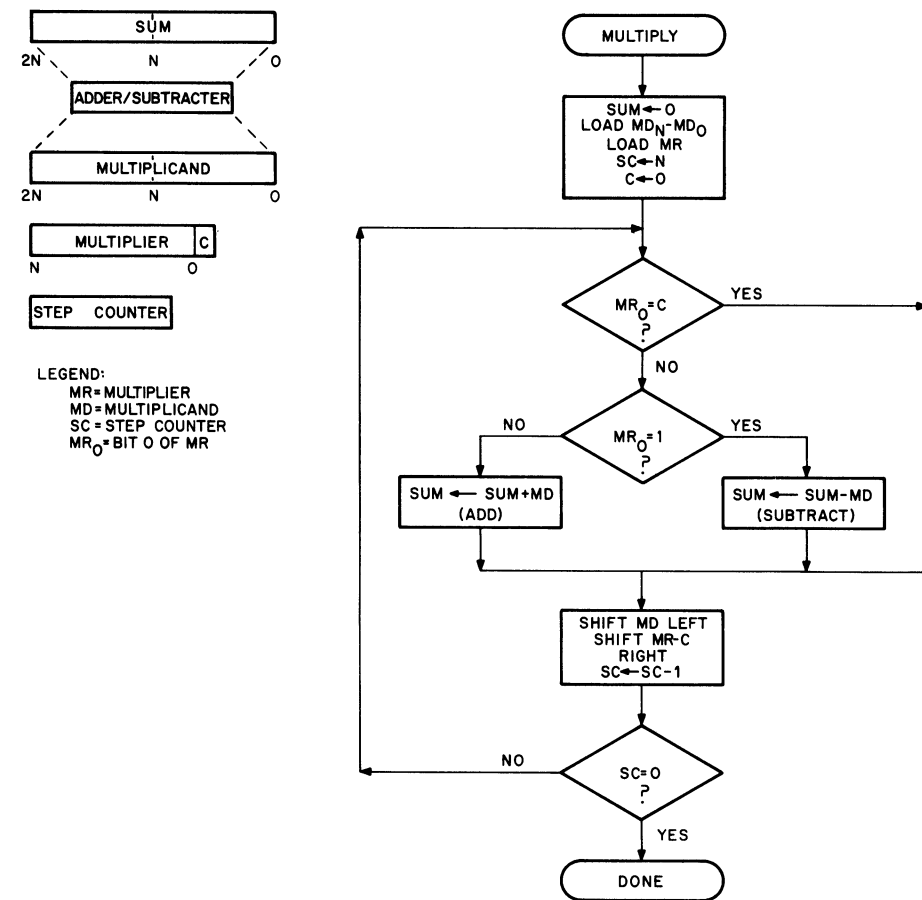 SUM
2N N 0
ADDER/SUBTRACTER
MULTIPLICAND
2N N 0
MULTIPLIER C
N 0
STEP COUNTER
LEGEND:
MR=MULTIPLIER
MD=MULTIPLICAND
SC=STEP COUNTER
MR0=BIT 0 OF MR
MULTIPLY
SUM←0
LOAD MDN-MD0
LOAD MR
SC←N
C←0
MR0=C
?
YES
NO
MR0=1
?
NO
YES
SUM ← SUM+MD
(ADD)
SUM ← SUM-MD
(SUBTRACT)
SHIFT MD LEFT
SHIFT MR-C
RIGHT
SC←SC-1
SC=0
?
NO
YES
DONE